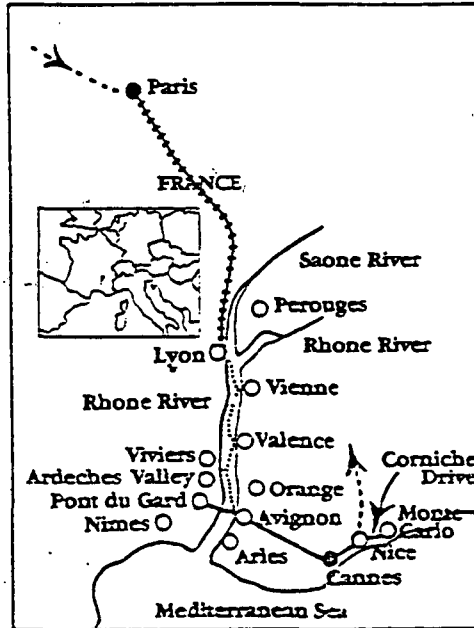 Paris
FRANCE
Saone River
Perouges
Rhone River
Lyon
Vienne
Rhone River
Valence
Viviers
Ardeches Valley
Orange
Corniche
Drive
Pont du Gard
Avignon
Monte
Carlo
Nimes
Nice
Arles
Cannes
Mediterranean Sea